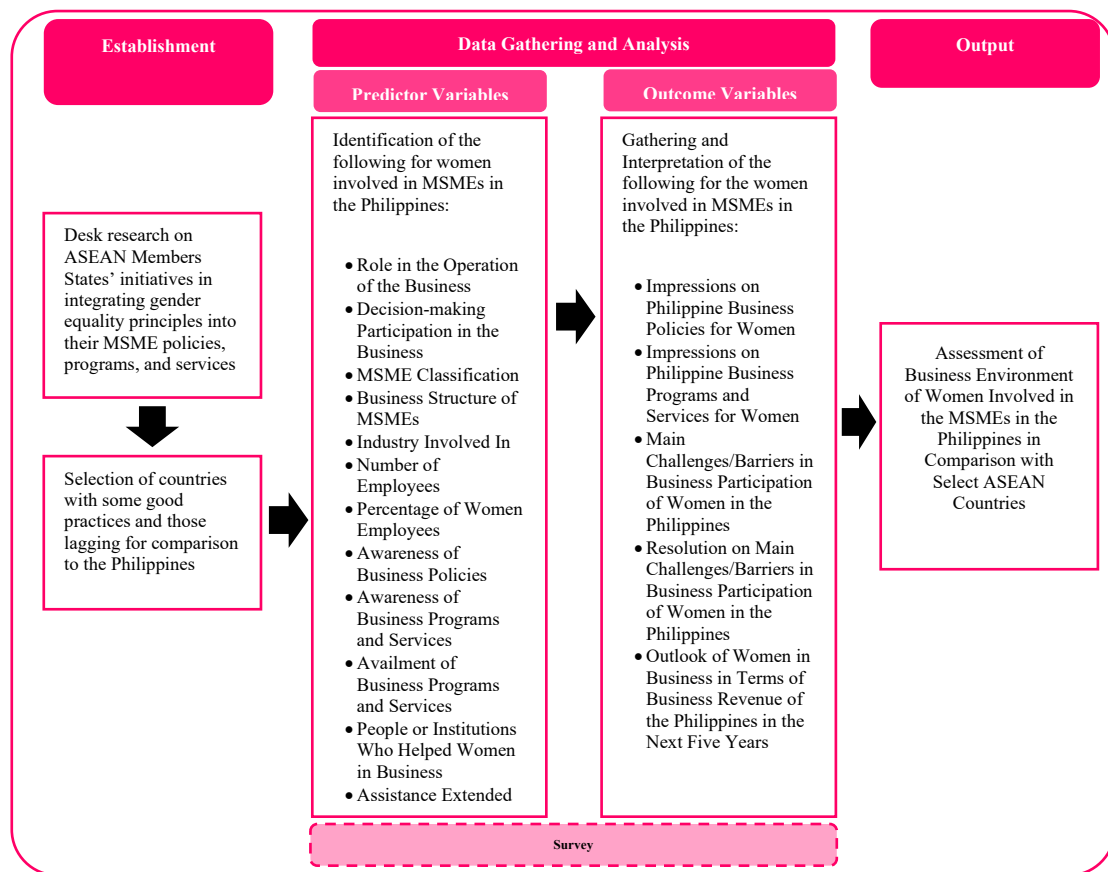 Establishment
Data Gathering and Analysis
Output
Predictor Variables
Outcome Variables
Desk research on
ASEAN Members
States’ initiatives in
integrating gender
equality principles into
their MSME policies,
programs, and services
Selection of countries
with some good
practices and those
lagging for comparison
to the Philippines
Identification of the
following for women
involved in MSMEs in
the Philippines:
• Role in the Operation
of the Business
• Decision-making
Participation in the
Business
• MSME Classification
• Business Structure of
MSMEs
• Industry Involved In
• Number of
Employees
• Percentage of Women
Employees
• Awareness of
Business Policies
• Awareness of
Business Programs
and Services
• Availment of
Business Programs
and Services
• People or Institutions
Who Helped Women
in Business
• Assistance Extended
Gathering and
Interpretation of the
following for the women
involved in MSMEs in
the Philippines:
• Impressions on
Philippine Business
Policies for Women
• Impressions on
Philippine Business
Programs and
Services for Women
• Main
Challenges/Barriers in
Business Participation
of Women in the
Philippines
• Resolution on Main
Challenges/Barriers in
Business Participation
of Women in the
Philippines
• Outlook of Women in
Business in Terms of
Business Revenue of
the Philippines in the
Next Five Years
Assessment of
Business Environment
of Women Involved in
the MSMEs in the
Philippines in
Comparison with
Select ASEAN
Countries
Survey